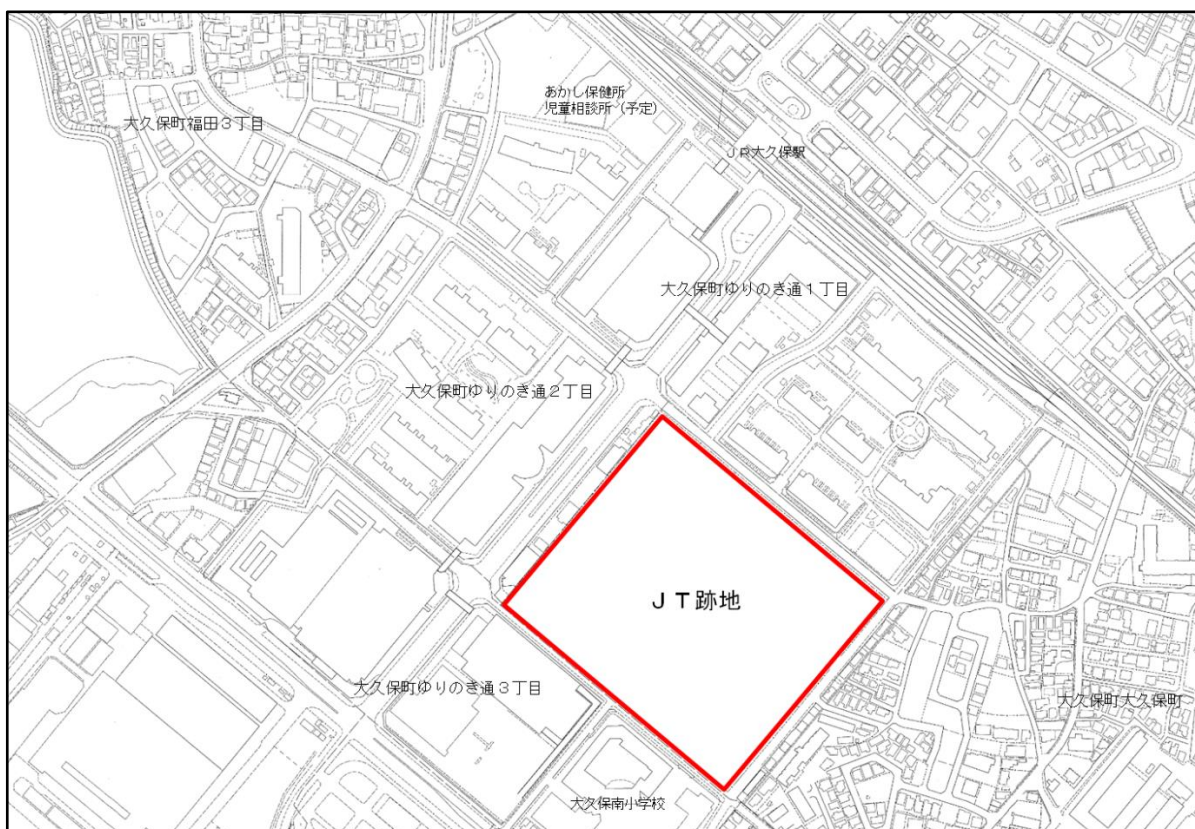 あかし保健所
児童相談所（予定）
大久保町福田３丁目
ＪＲ大久保駅
大久保町ゆりのき通１丁目
大久保町ゆりのき通２丁目
ＪＴ跡地
大久保町ゆりのき通３丁目
大久保町大久保町
大久保南小学校